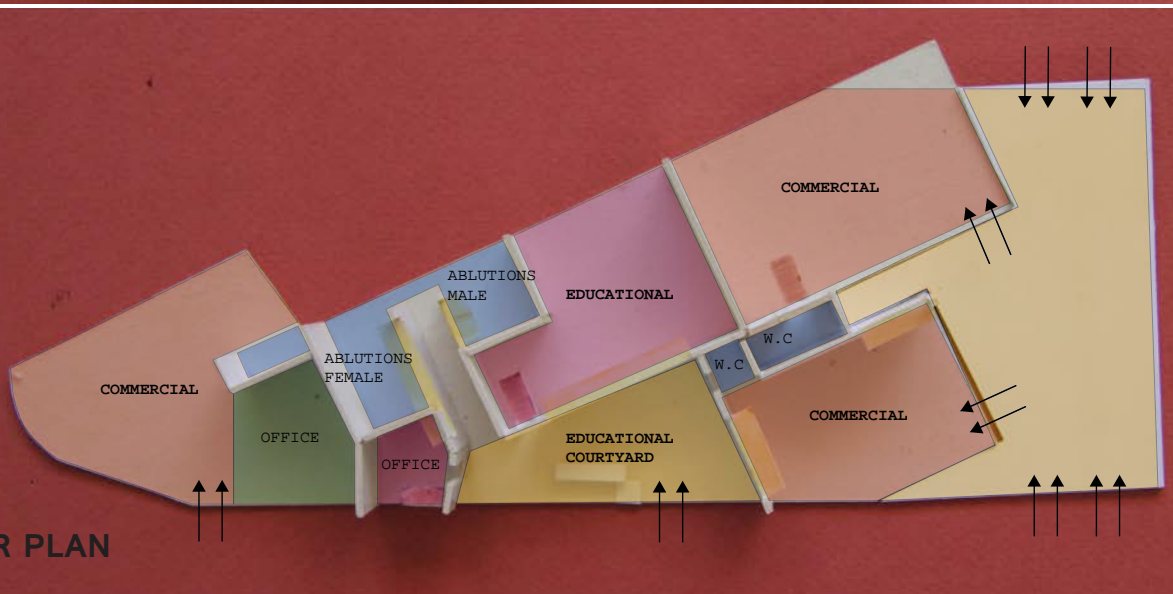 COMMERCIAL
ABLUTIONS
MALE
EDUCATIONAL
W.C
W.C
ABLUTIONS
FEMALE
COMMERCIAL
COMMERCIAL
OFFICE
EDUCATIONAL
COURTYARD
OFFICE
PLAN